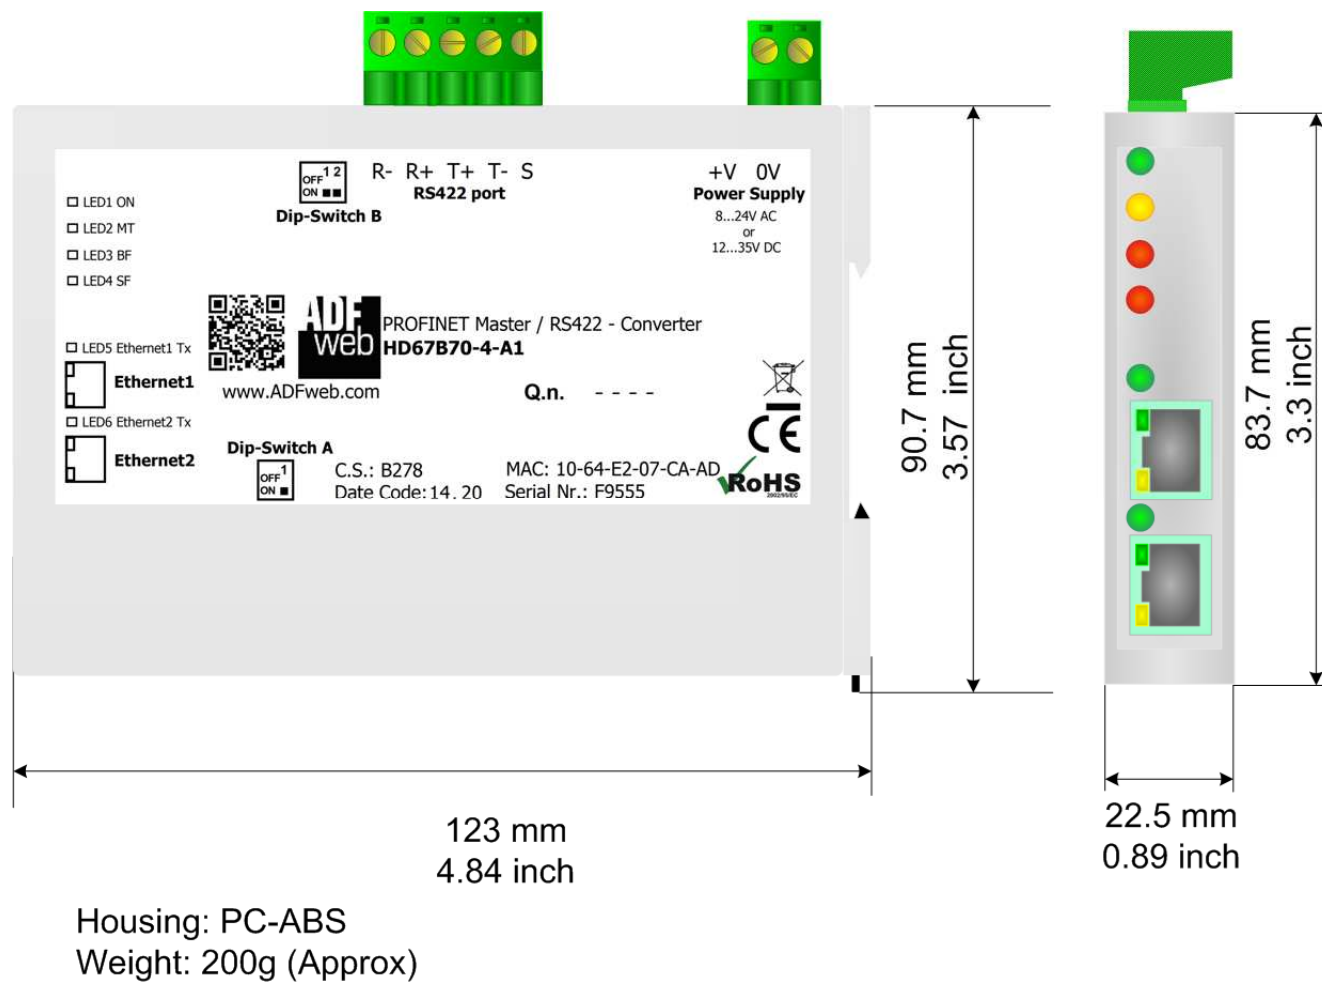 R- R+ T+ T- S
RS422 port
1 2
OFF
ON
Dip-Switch B
+V 0V
Power Supply
8...24V AC
or
12...35V DC
LED1 ON
LED2 MT
LED3 BF
LED4 SF
ADF
web
PROFINET Master / RS422 - Converter
HD67B70-4-A1
www.ADFweb.com
Q.n. - - - -
LED5 Ethernet1 Tx
Ethernet1
LED6 Ethernet2 Tx
Ethernet2
Dip-Switch A
1
OFF
ON
C.S.: B278
MAC: 10-64-E2-07-CA-AD
Date Code: 14. 20
Serial Nr.: F9555
CE
RoHS
2002/95/EC
90.7 mm
3.57 inch
83.7 mm
3.3 inch
123 mm
4.84 inch
22.5 mm
0.89 inch
Housing: PC-ABS
Weight: 200g (Approx)